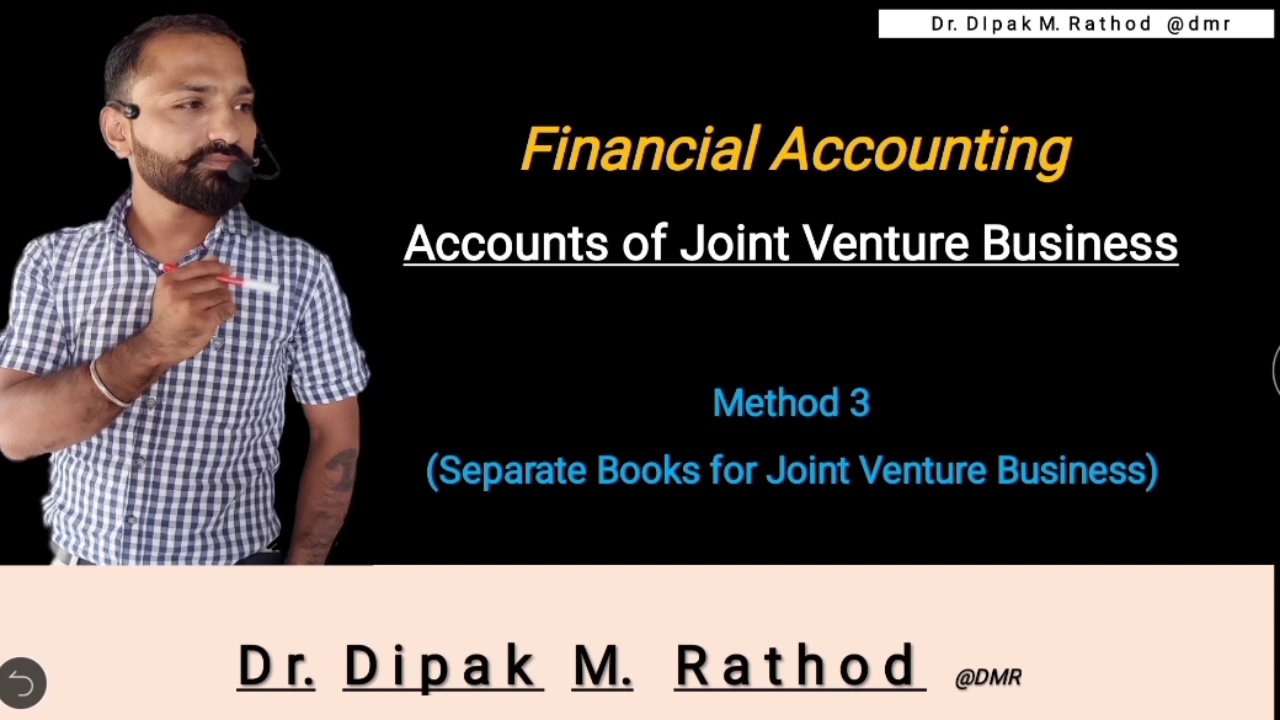 Dr. DIpak M. Rathod @dmr
Financial Accounting
Accounts of Joint Venture Business
Method 3
(Separate Books for Joint Venture Business)
Dr. Dipak M. Rathod @DMR